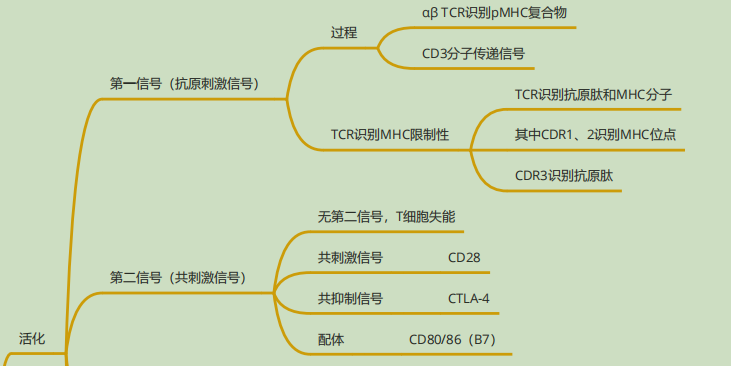 αβ TCR识别pMHC复合物
过程
CD3分子传递信号
第一信号（抗原刺激信号）
TCR识别抗原肽和MHC分子
TCR识别MHC限制性
其中CDR1、2识别MHC位点
CDR3识别抗原肽
无第二信号，T细胞失能
共刺激信号 CD28
第二信号（共刺激信号）
共抑制信号 CTLA-4
配体 CD80/86（B7）
活化